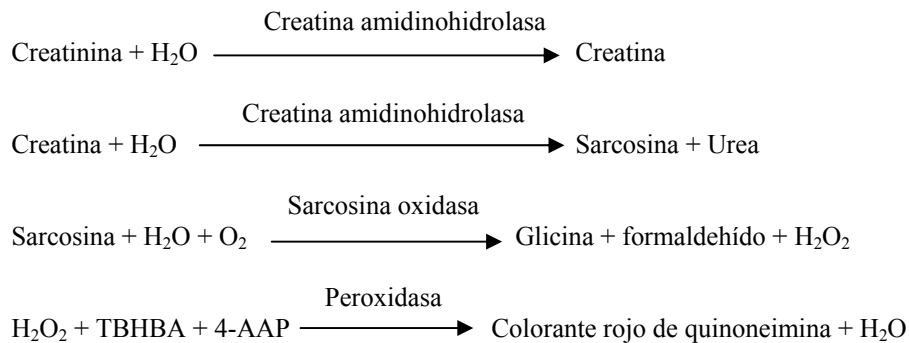 Creatina amidinohidrolasa
Creatinina + H₂O → Creatina
Creatina amidinohidrolasa
Creatina + H₂O → Sarcosina + Urea
Sarcosina oxidasa
Sarcosina + H₂O + O₂ → Glicina + formaldehído + H₂O₂
Peroxidasa
H₂O₂ + TBHBA + 4-AAP → Colorante rojo de quinoneimina + H₂O